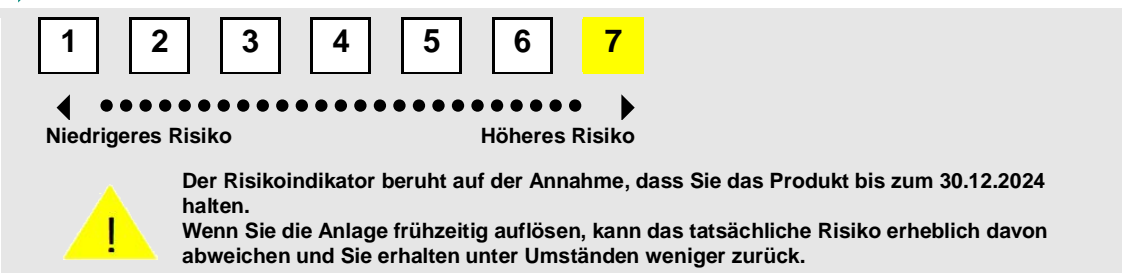 1 2 3 4 5 6 7
Niedrigeres Risiko Höheres Risiko
Der Risikoindikator beruht auf der Annahme, dass Sie das Produkt bis zum 30.12.2024
halten.
Wenn Sie die Anlage frühzeitig auflösen, kann das tatsächliche Risiko erheblich davon
abweichen und Sie erhalten unter Umständen weniger zurück.
!